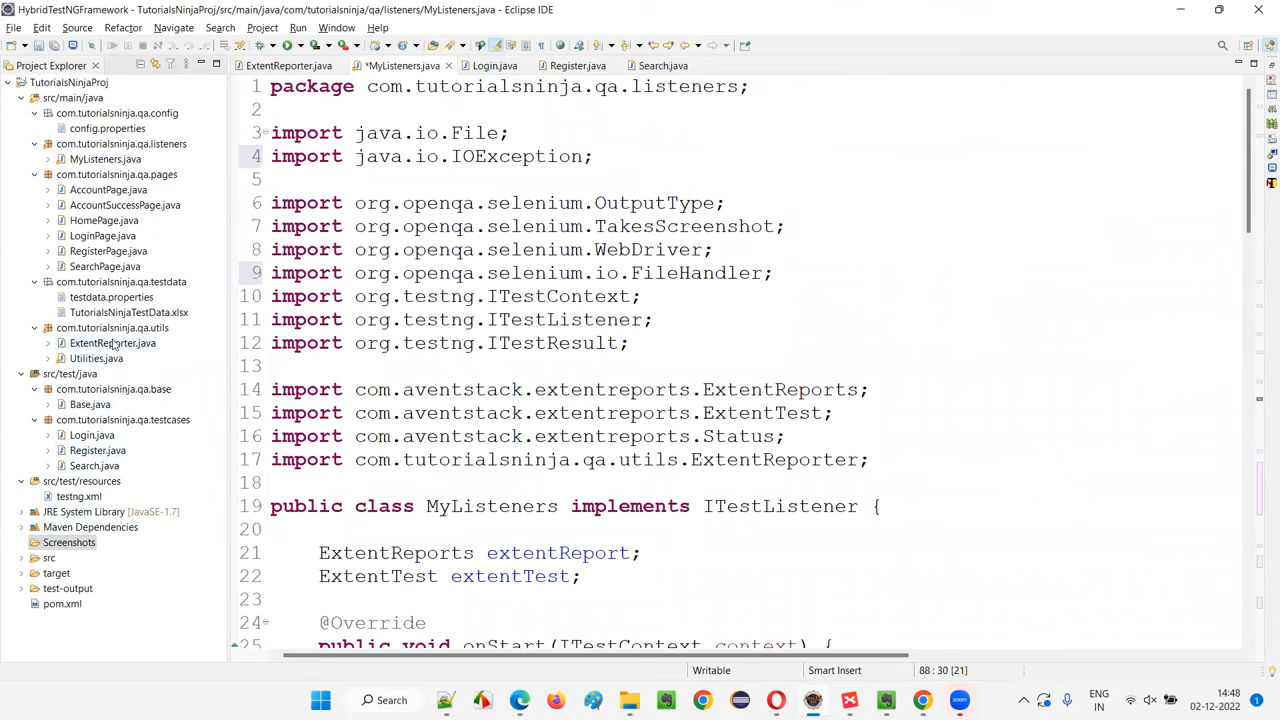 HybridTestNGFramework - TutorialsNinjaProj/src/main/java/com/tutorialsninja/qa/listeners/MyListeners.java - Eclipse IDE
File Edit Source Refactor Navigate Search Project Run Window Help
Project Explorer
ExtentReporter.java *MyListeners.java Login.java Register.java Search.java
TutorialsNinjaProj
src/main/java
com.tutorialsninja.qa.config
config.properties
com.tutorialsninja.qa.listeners
MyListeners.java
com.tutorialsninja.qa.pages
AccountPage.java
AccountSuccessPage.java
HomePage.java
LoginPage.java
RegisterPage.java
SearchPage.java
com.tutorialsninja.qa.testdata
testdata.properties
TutorialsNinjaTestData.xlsx
com.tutorialsninja.qa.utils
ExtentReporter.java
Utilities.java
src/test/java
com.tutorialsninja.qa.base
Base.java
com.tutorialsninja.qa.testcases
Login.java
Register.java
Search.java
src/test/resources
testng.xml
JRE System Library [JavaSE-1.7]
Maven Dependencies
Screenshots
src
target
test-output
pom.xml
1 package com.tutorialsninja.qa.listeners;
2
3 import java.io.File;
4 import java.io.IOException;
5
6 import org.openqa.selenium.OutputType;
7 import org.openqa.selenium.TakesScreenshot;
8 import org.openqa.selenium.WebDriver;
9 import org.openqa.selenium.io.FileHandler;
10 import org.testng.ITestContext;
11 import org.testng.ITestListener;
12 import org.testng.ITestResult;
13
14 import com.aventstack.extentreports.ExtentReports;
15 import com.aventstack.extentreports.ExtentTest;
16 import com.aventstack.extentreports.Status;
17 import com.tutorialsninja.qa.utils.ExtentReporter;
18
19 public class MyListeners implements ITestListener {
20
21 ExtentReports extentReport;
22 ExtentTest extentTest;
23
24 @Override
25 public void onStart(ITestContext context) {
Writable Smart Insert 88 : 30 [21]
Search
ENG
IN
14:48
02-12-2022
1
zoom